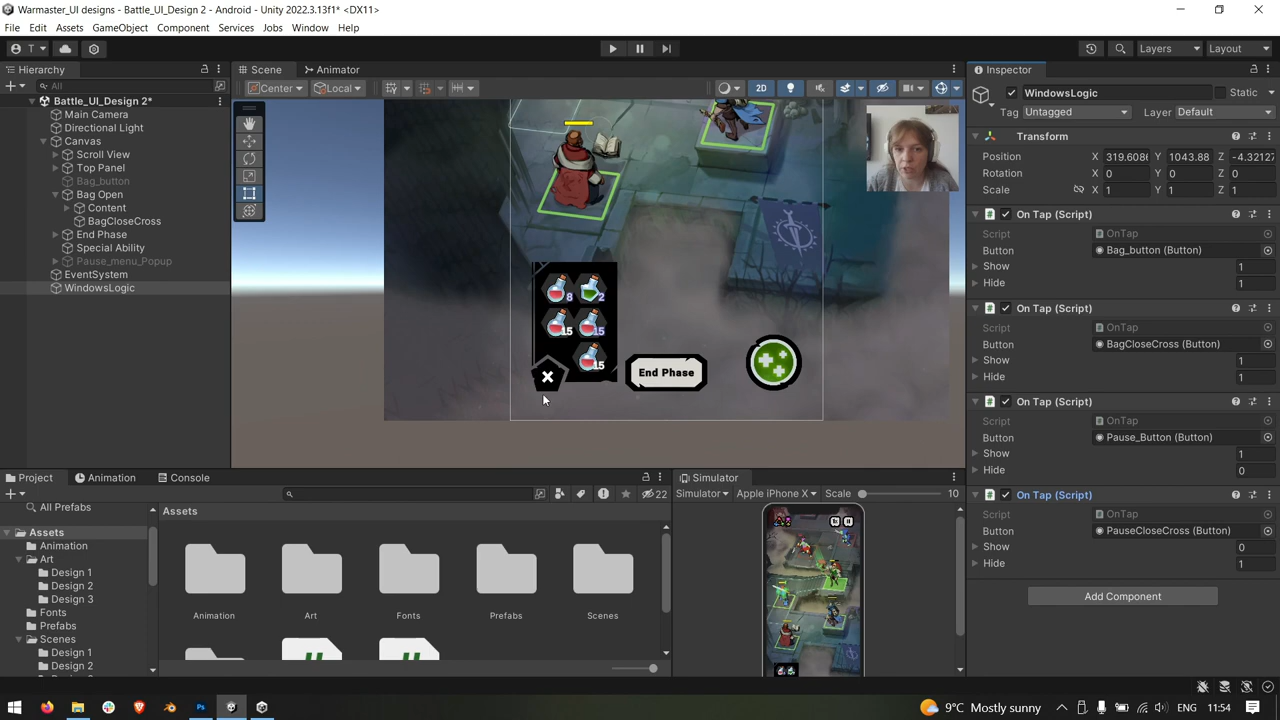 Warmaster_UI designs - Battle_UI_Design 2 - Android - Unity 2022.3.13f1* <DX11>
File Edit Assets GameObject Component Services Jobs Window Help
T Layers Layout
Hierarchy
All
Battle_UI_Design 2*
Main Camera
Directional Light
Canvas
Scroll View
Top Panel
Bag_button
Bag Open
Content
BagCloseCross
End Phase
Special Ability
Pause_menu_Popup
EventSystem
WindowsLogic
Scene Animator
Center Local 2D
8 2
15 15
15
End Phase
Inspector
WindowsLogic Static
Tag Untagged Layer Default
Transform
Position X 319.608 Y 1043.88 Z -4.3212
Rotation X 0 Y 0 Z 0
Scale X 1 Y 1 Z 1
On Tap (Script)
Script OnTap
Button Bag_button (Button)
Show 1
Hide 1
On Tap (Script)
Script OnTap
Button BagCloseCross (Button)
Show 1
Hide 1
On Tap (Script)
Script OnTap
Button Pause_Button (Button)
Show 1
Hide 0
On Tap (Script)
Script OnTap
Button PauseCloseCross (Button)
Show 0
Hide 1
Add Component
Project Animation Console
22
All Prefabs
Assets
Animation
Art
Design 1
Design 2
Design 3
Fonts
Prefabs
Scenes
Design 1
Design 2
Assets
Animation Art Fonts Prefabs Scenes
Simulator
Simulator Apple iPhone X Scale 10
9°C Mostly sunny ENG 11:54